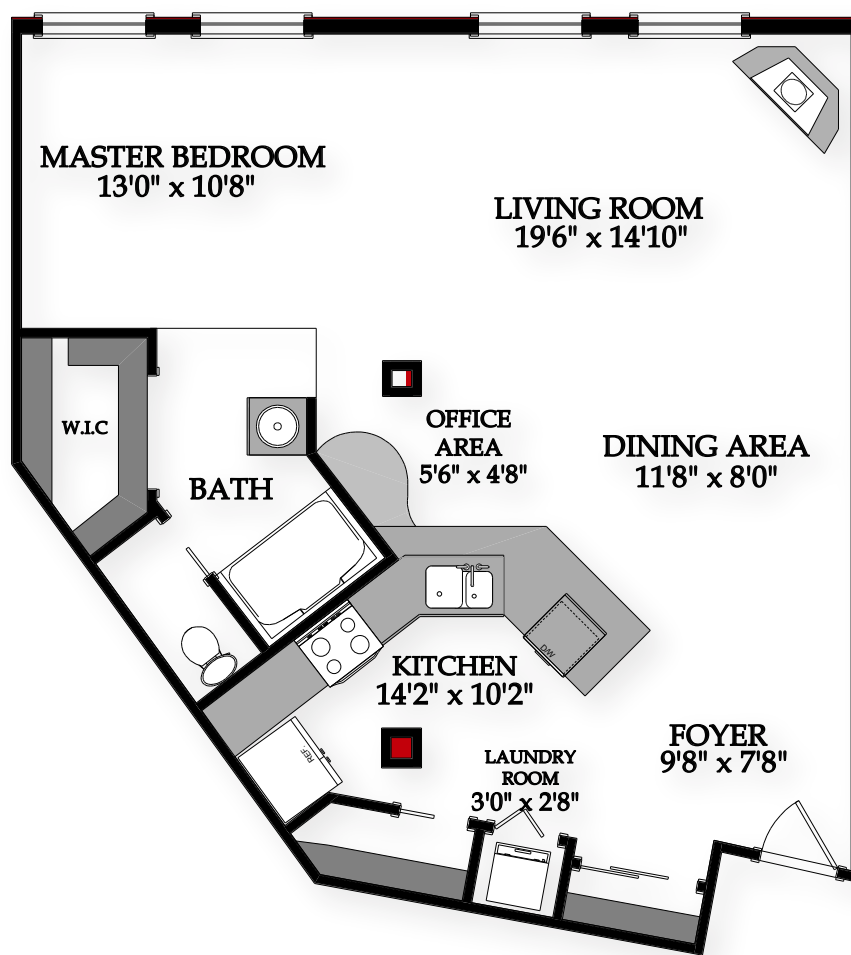 MASTER BEDROOM
13'0" x 10'8"
LIVING ROOM
19'6" x 14'10"
W.I.C
OFFICE
AREA
5'6" x 4'8"
DINING AREA
11'8" x 8'0"
BATH
DW
KITCHEN
14'2" x 10'2"
REF.
FOYER
9'8" x 7'8"
LAUNDRY
ROOM
3'0" x 2'8"